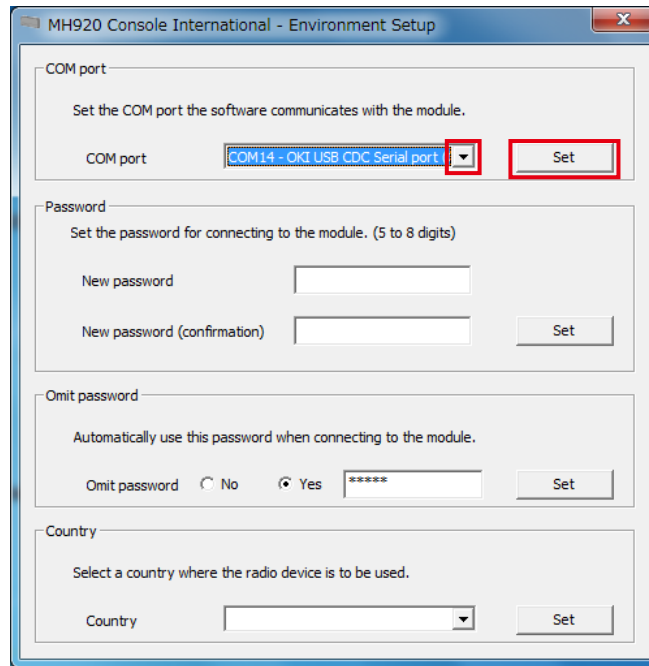 MH920 Console International - Environment Setup
COM port
Set the COM port the software communicates with the module.
COM port COM14 - OKI USB CDC Serial port ( Set
Password
Set the password for connecting to the module. (5 to 8 digits)
New password
New password (confirmation) Set
Omit password
Automatically use this password when connecting to the module.
Omit password No Yes ***** Set
Country
Select a country where the radio device is to be used.
Country Set